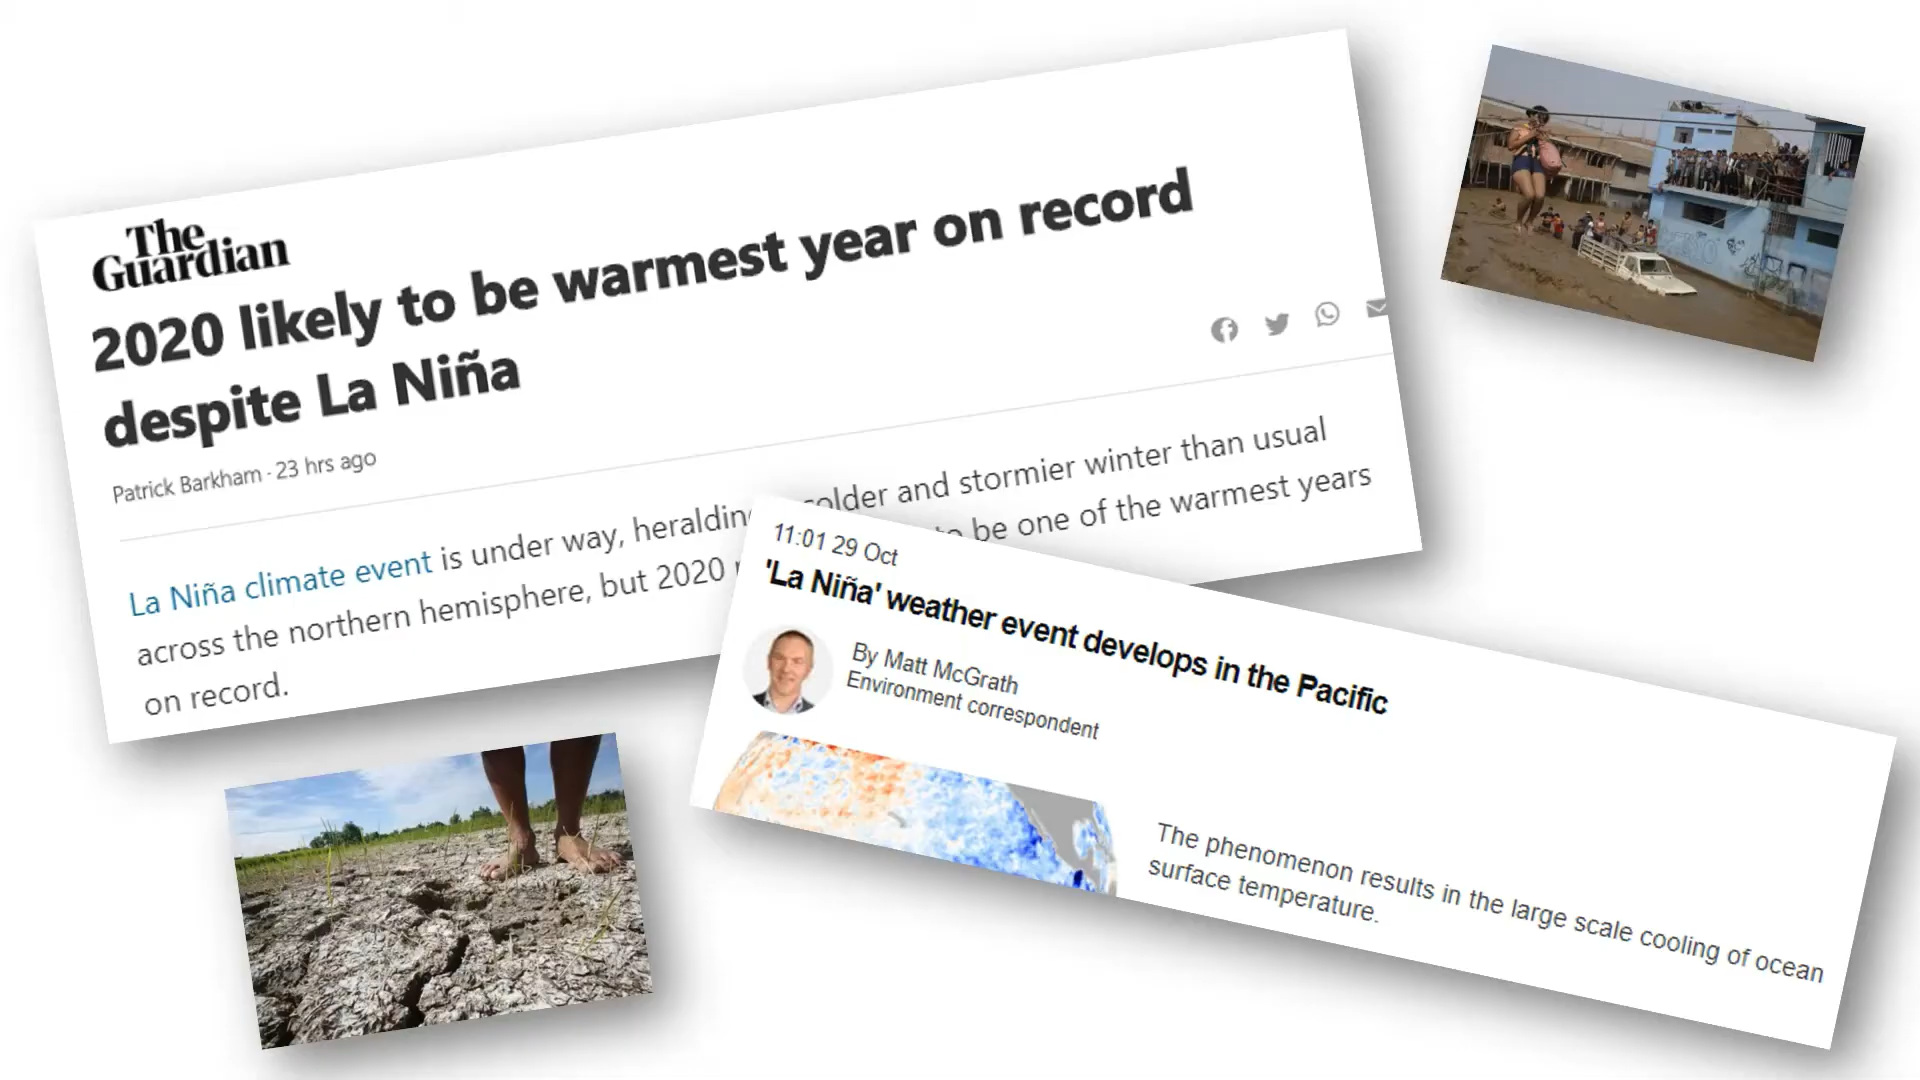 The
Guardian
2020 likely to be warmest year on record
despite La Niña
Patrick Barkham · 23 hrs ago
La Niña climate event is under way, heralding colder and stormier winter than usual
across the northern hemisphere, but 2020 to be one of the warmest years
on record.
11:01 29 Oct
'La Niña' weather event develops in the Pacific
By Matt McGrath
Environment correspondent
The phenomenon results in the large scale cooling of ocean
surface temperature.